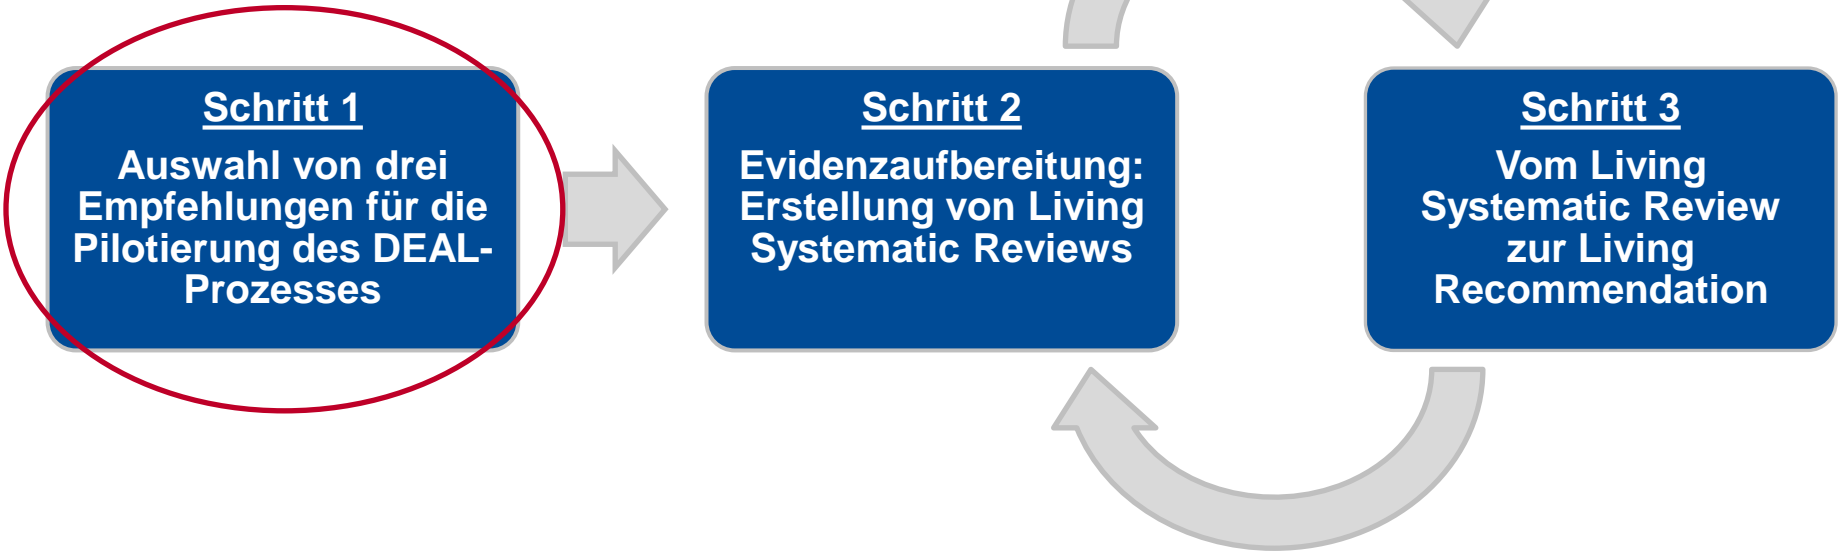 Schritt 1
Auswahl von drei
Empfehlungen für die
Pilotierung des DEAL-
Prozesses
Schritt 2
Evidenzaufbereitung:
Erstellung von Living
Systematic Reviews
Schritt 3
Vom Living
Systematic Review
zur Living
Recommendation